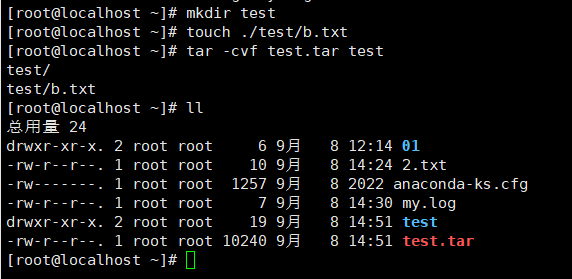 [root@localhost ~]# mkdir test
[root@localhost ~]# touch ./test/b.txt
[root@localhost ~]# tar -cvf test.tar test
test/
test/b.txt
[root@localhost ~]# ll
总用量 24
drwxr-xr-x. 2 root root     6 9月   8 12:14 01
-rw-r--r--. 1 root root    10 9月   8 14:24 2.txt
-rw-------. 1 root root  1257 9月   8 2022 anaconda-ks.cfg
-rw-r--r--. 1 root root     7 9月   8 14:30 my.log
drwxr-xr-x. 2 root root    19 9月   8 14:51 test
-rw-r--r--. 1 root root 10240 9月   8 14:51 test.tar
[root@localhost ~]#